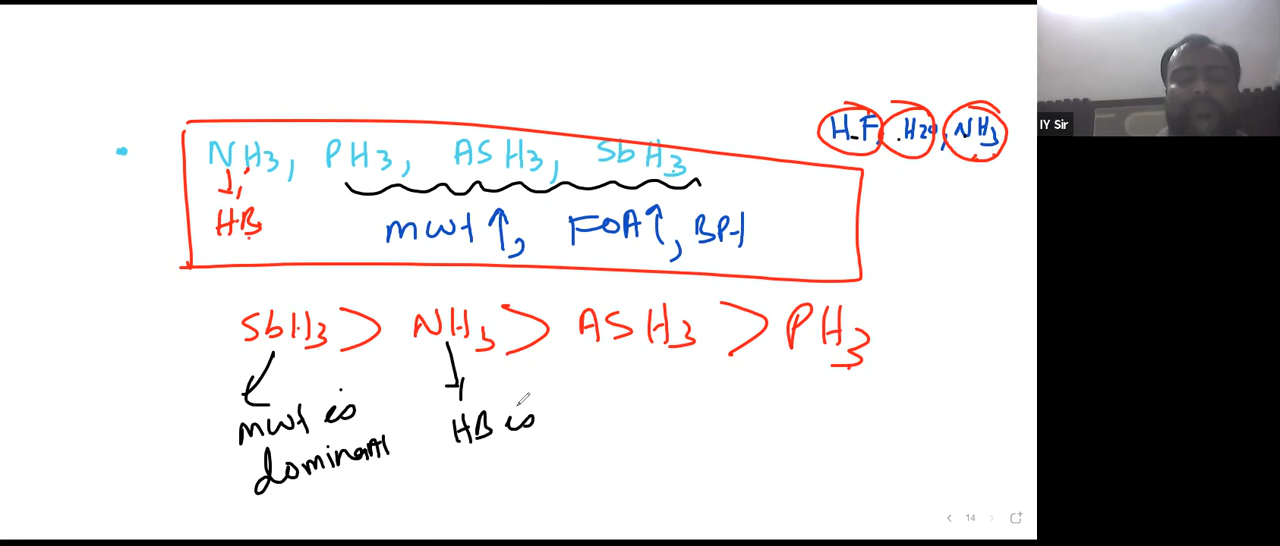 H-F, H2O, NH3
IY Sir
NH3, PH3, ASH3, SbH3
HB
mwt ↑, FOA ↑, BP↑
SbH3 > NH3 > ASH3 > PH3
mwt is
dominant
HB is
14